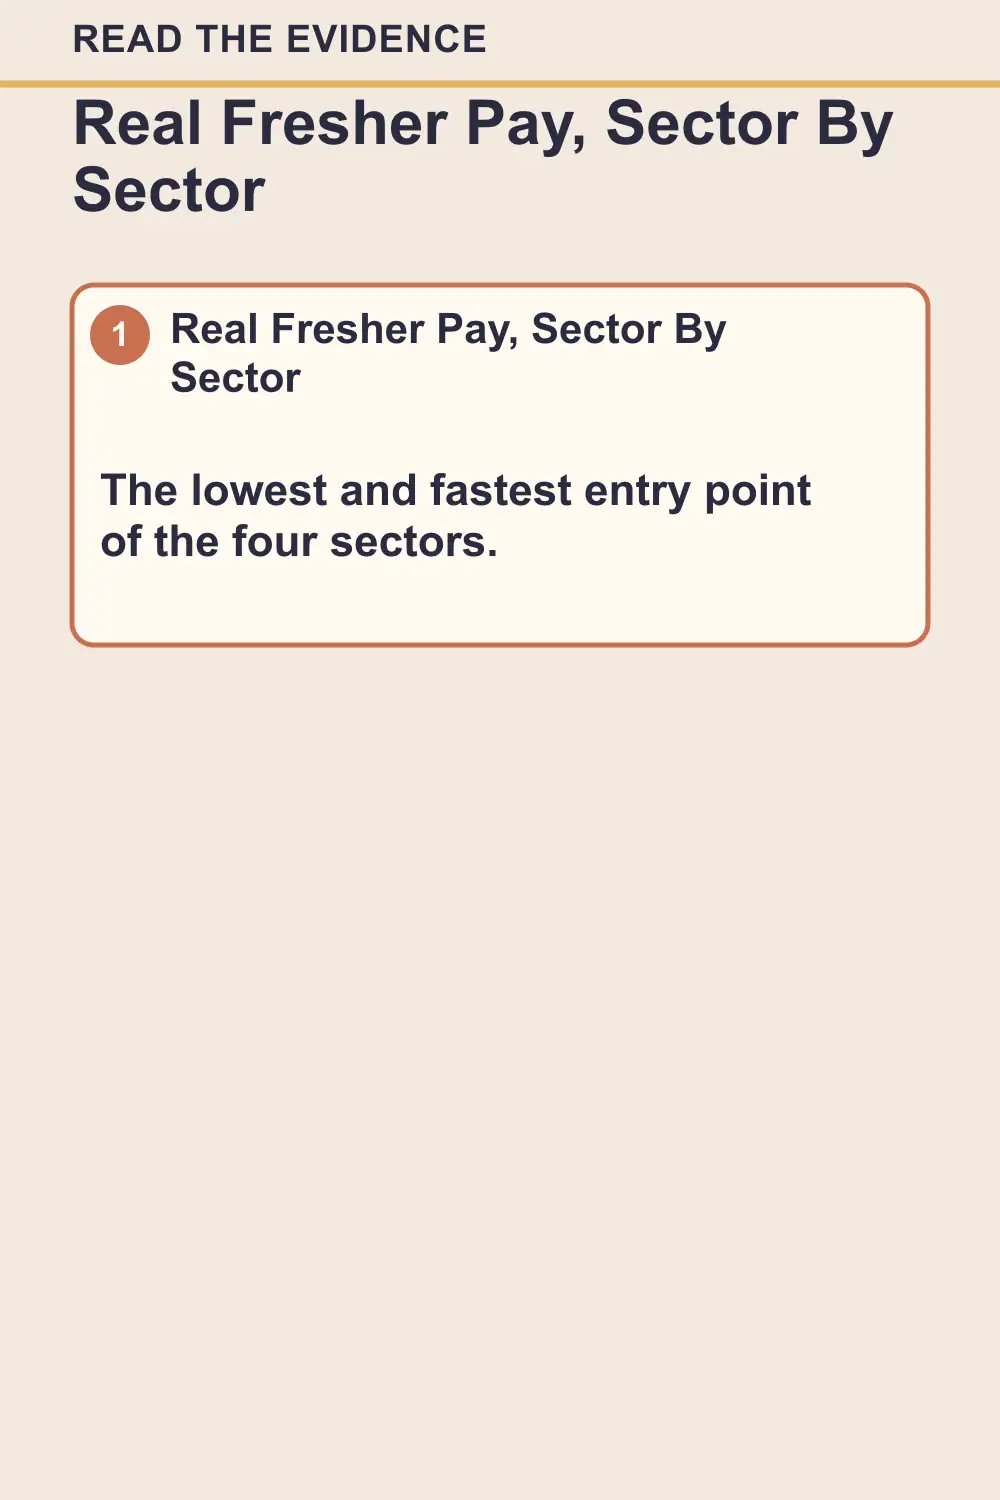 READ THE EVIDENCE
Real Fresher Pay, Sector By
Sector
1
Real Fresher Pay, Sector By
Sector
The lowest and fastest entry point
of the four sectors.